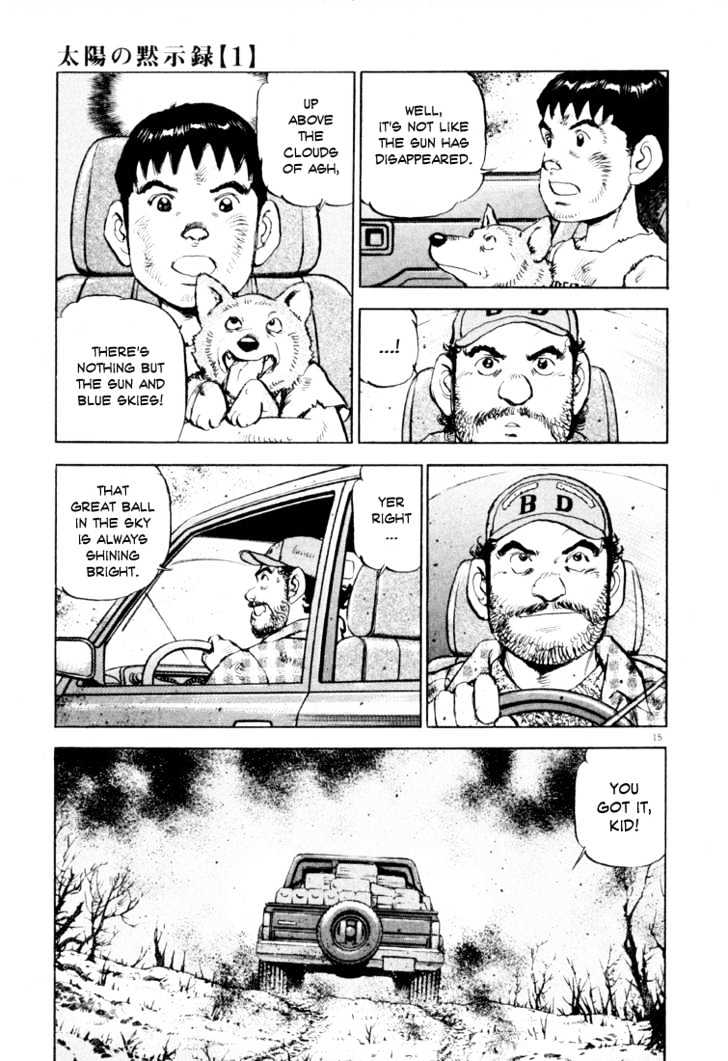 太陽の黙示録【1】
WELL,
IT'S NOT LIKE
THE SUN HAS
DISAPPEARED.
UP
ABOVE
THE
CLOUDS
OF ASH,
THERE'S
NOTHING BUT
THE SUN AND
BLUE SKIES!
...!
B D
B D
YER
RIGHT
...
THAT
GREAT BALL
IN THE SKY
IS ALWAYS
SHINING
BRIGHT.
15
YOU
GOT IT,
KID!